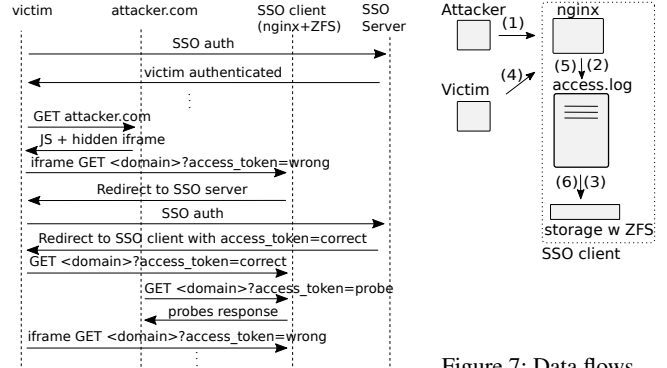 victim
attacker.com
SSO client
(nginx+ZFS)
SSO
Server
SSO auth
victim authenticated
GET attacker.com
JS + hidden iframe
iframe GET <domain>?access_token=wrong
Redirect to SSO server
SSO auth
Redirect to SSO client with access_token=correct
GET <domain>?access_token=correct
GET <domain>?access_token=probe
probes response
iframe GET <domain>?access_token=wrong
Attacker
(1)
nginx
(4)
(5)
(2)
Victim
access.log
(6)
(3)
storage w ZFS
SSO client
Figure 7: Data flows